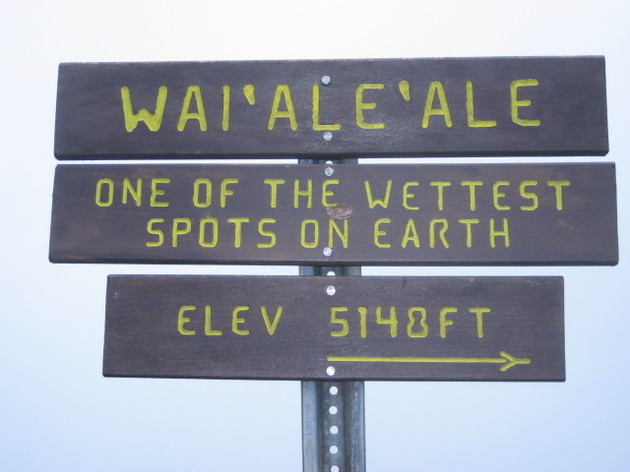 WAI'ALE'ALE
ONE OF THE WETTEST
SPOTS ON EARTH
ELEV 5148FT